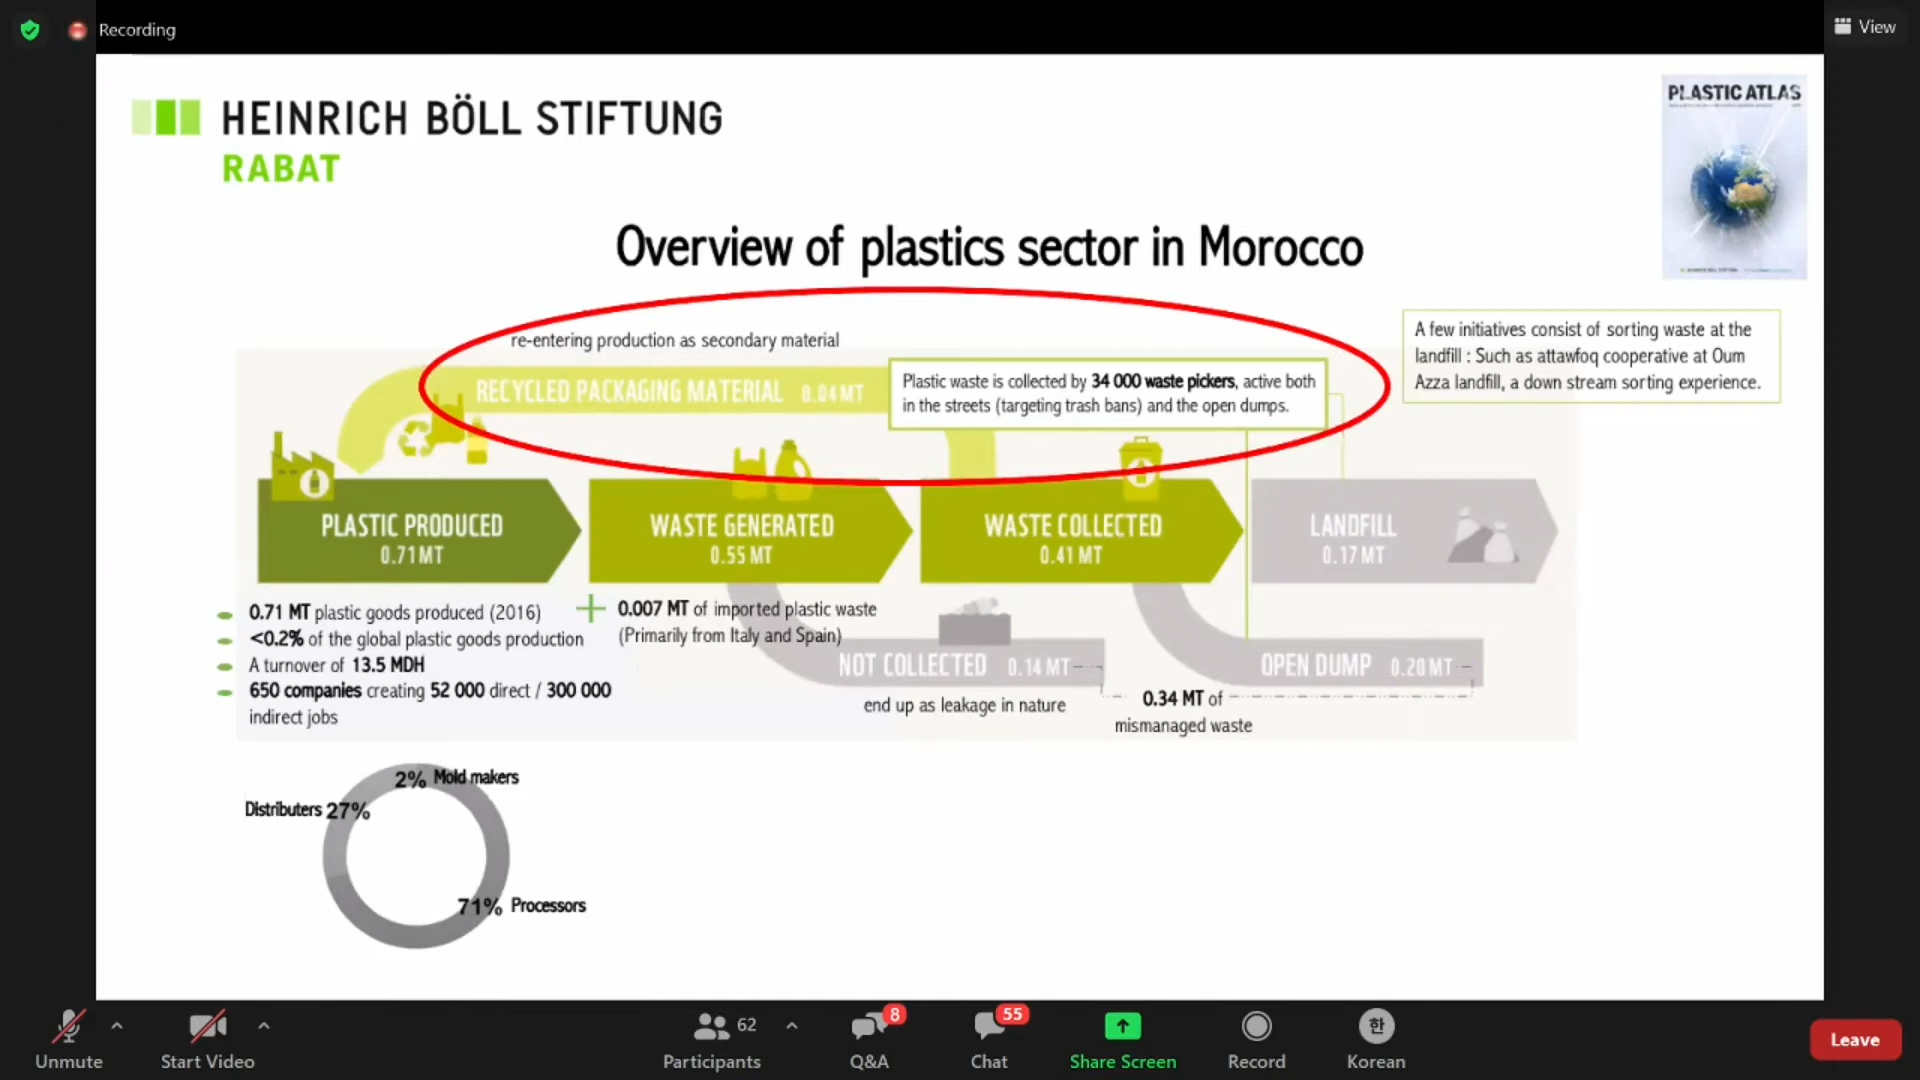 Recording
View
HEINRICH BÖLL STIFTUNG
RABAT
PLASTIC ATLAS
Overview of plastics sector in Morocco
re-entering production as secondary material
RECYCLED PACKAGING MATERIAL 0.04 MT
Plastic waste is collected by 34 000 waste pickers, active both
in the streets (targeting trash bans) and the open dumps.
A few initiatives consist of sorting waste at the
landfill : Such as attawfoq cooperative at Oum
Azza landfill, a down stream sorting experience.
PLASTIC PRODUCED
0.71 MT
WASTE GENERATED
0.55 MT
WASTE COLLECTED
0.41 MT
LANDFILL
0.17 MT
0.71 MT plastic goods produced (2016)
<0.2% of the global plastic goods production
A turnover of 13.5 MDH
650 companies creating 52 000 direct / 300 000
indirect jobs
+ 0.007 MT of imported plastic waste
(Primarily from Italy and Spain)
NOT COLLECTED 0.14 MT
end up as leakage in nature
OPEN DUMP 0.20 MT
0.34 MT of
mismanaged waste
2% Mold makers
Distributers 27%
71% Processors
Unmute
Start Video
62
Participants
8
Q&A
55
Chat
Share Screen
Record
한
Korean
Leave